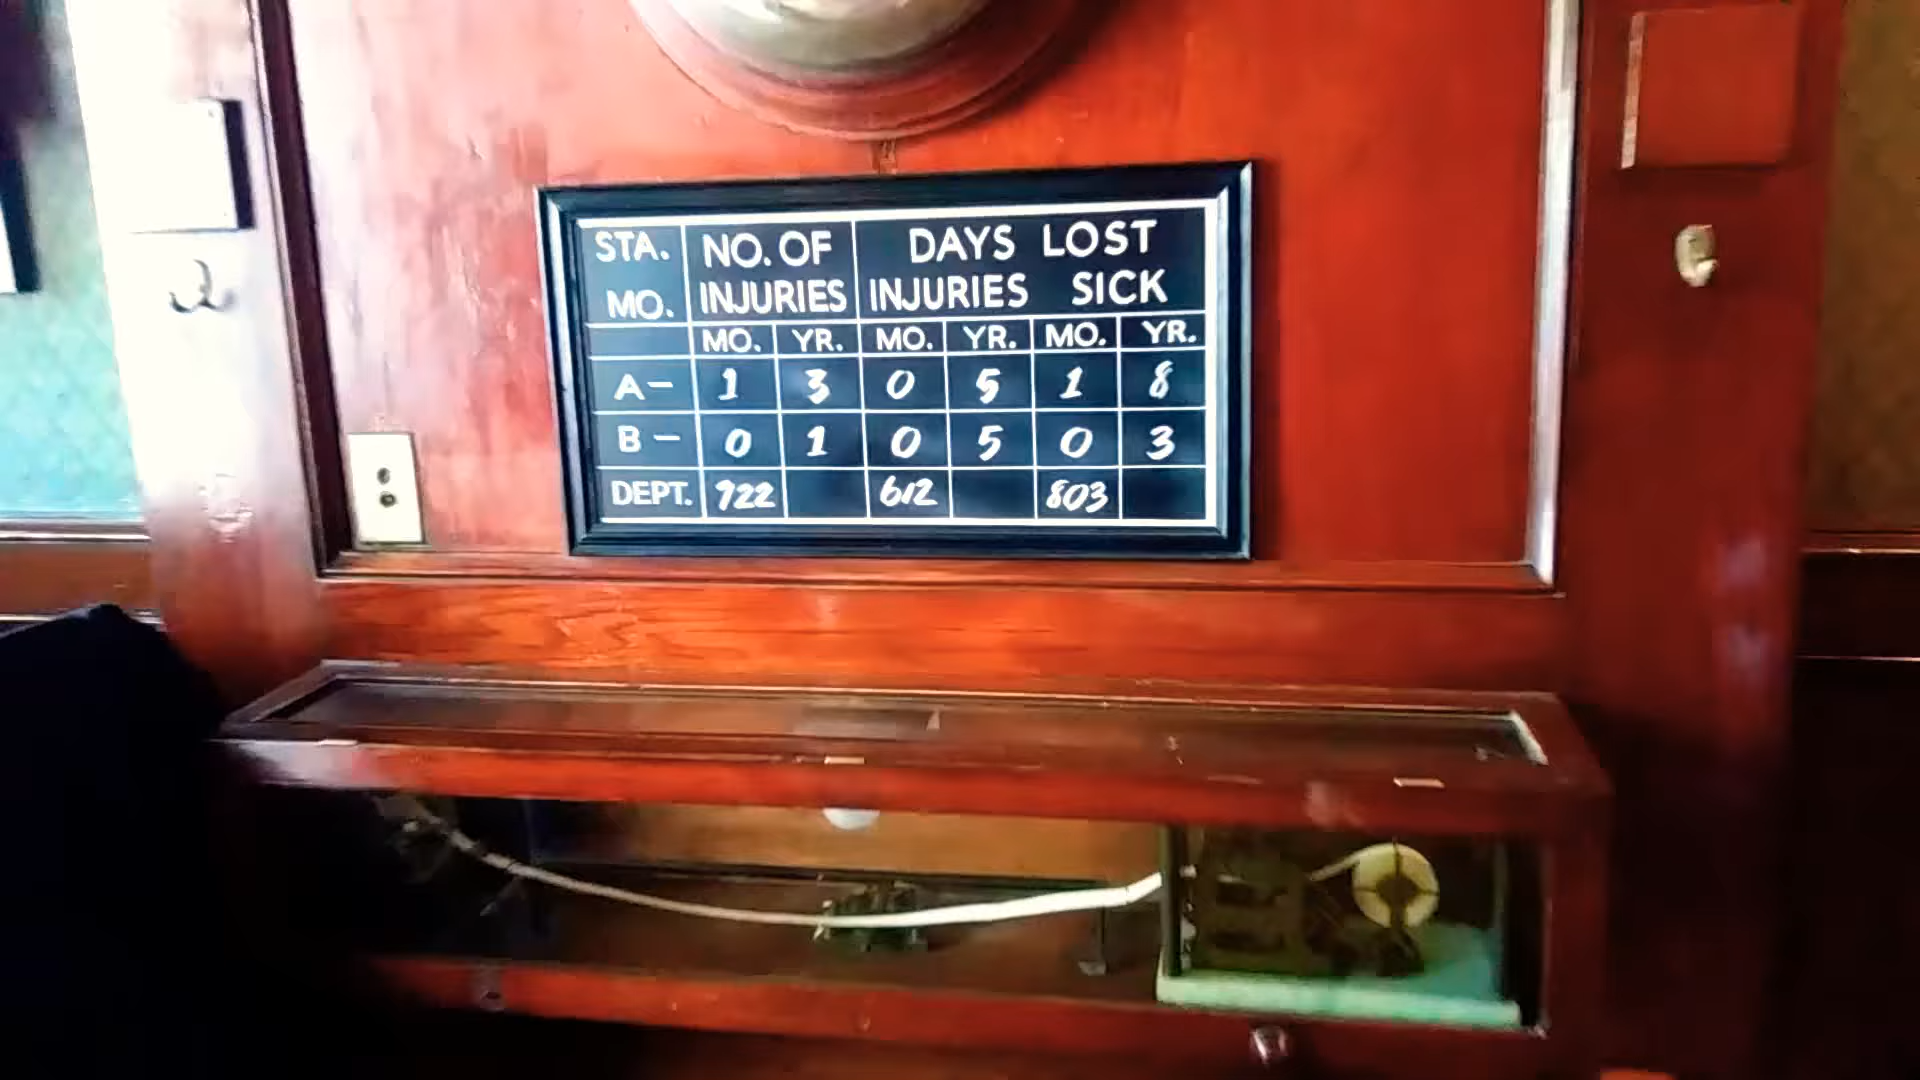 STA. NO. OF DAYS LOST
MO. INJURIES INJURIES SICK
MO. YR. MO. YR. MO. YR.
A- 1 3 0 5 1 8
B- 0 1 0 5 0 3
DEPT. 922 612 803